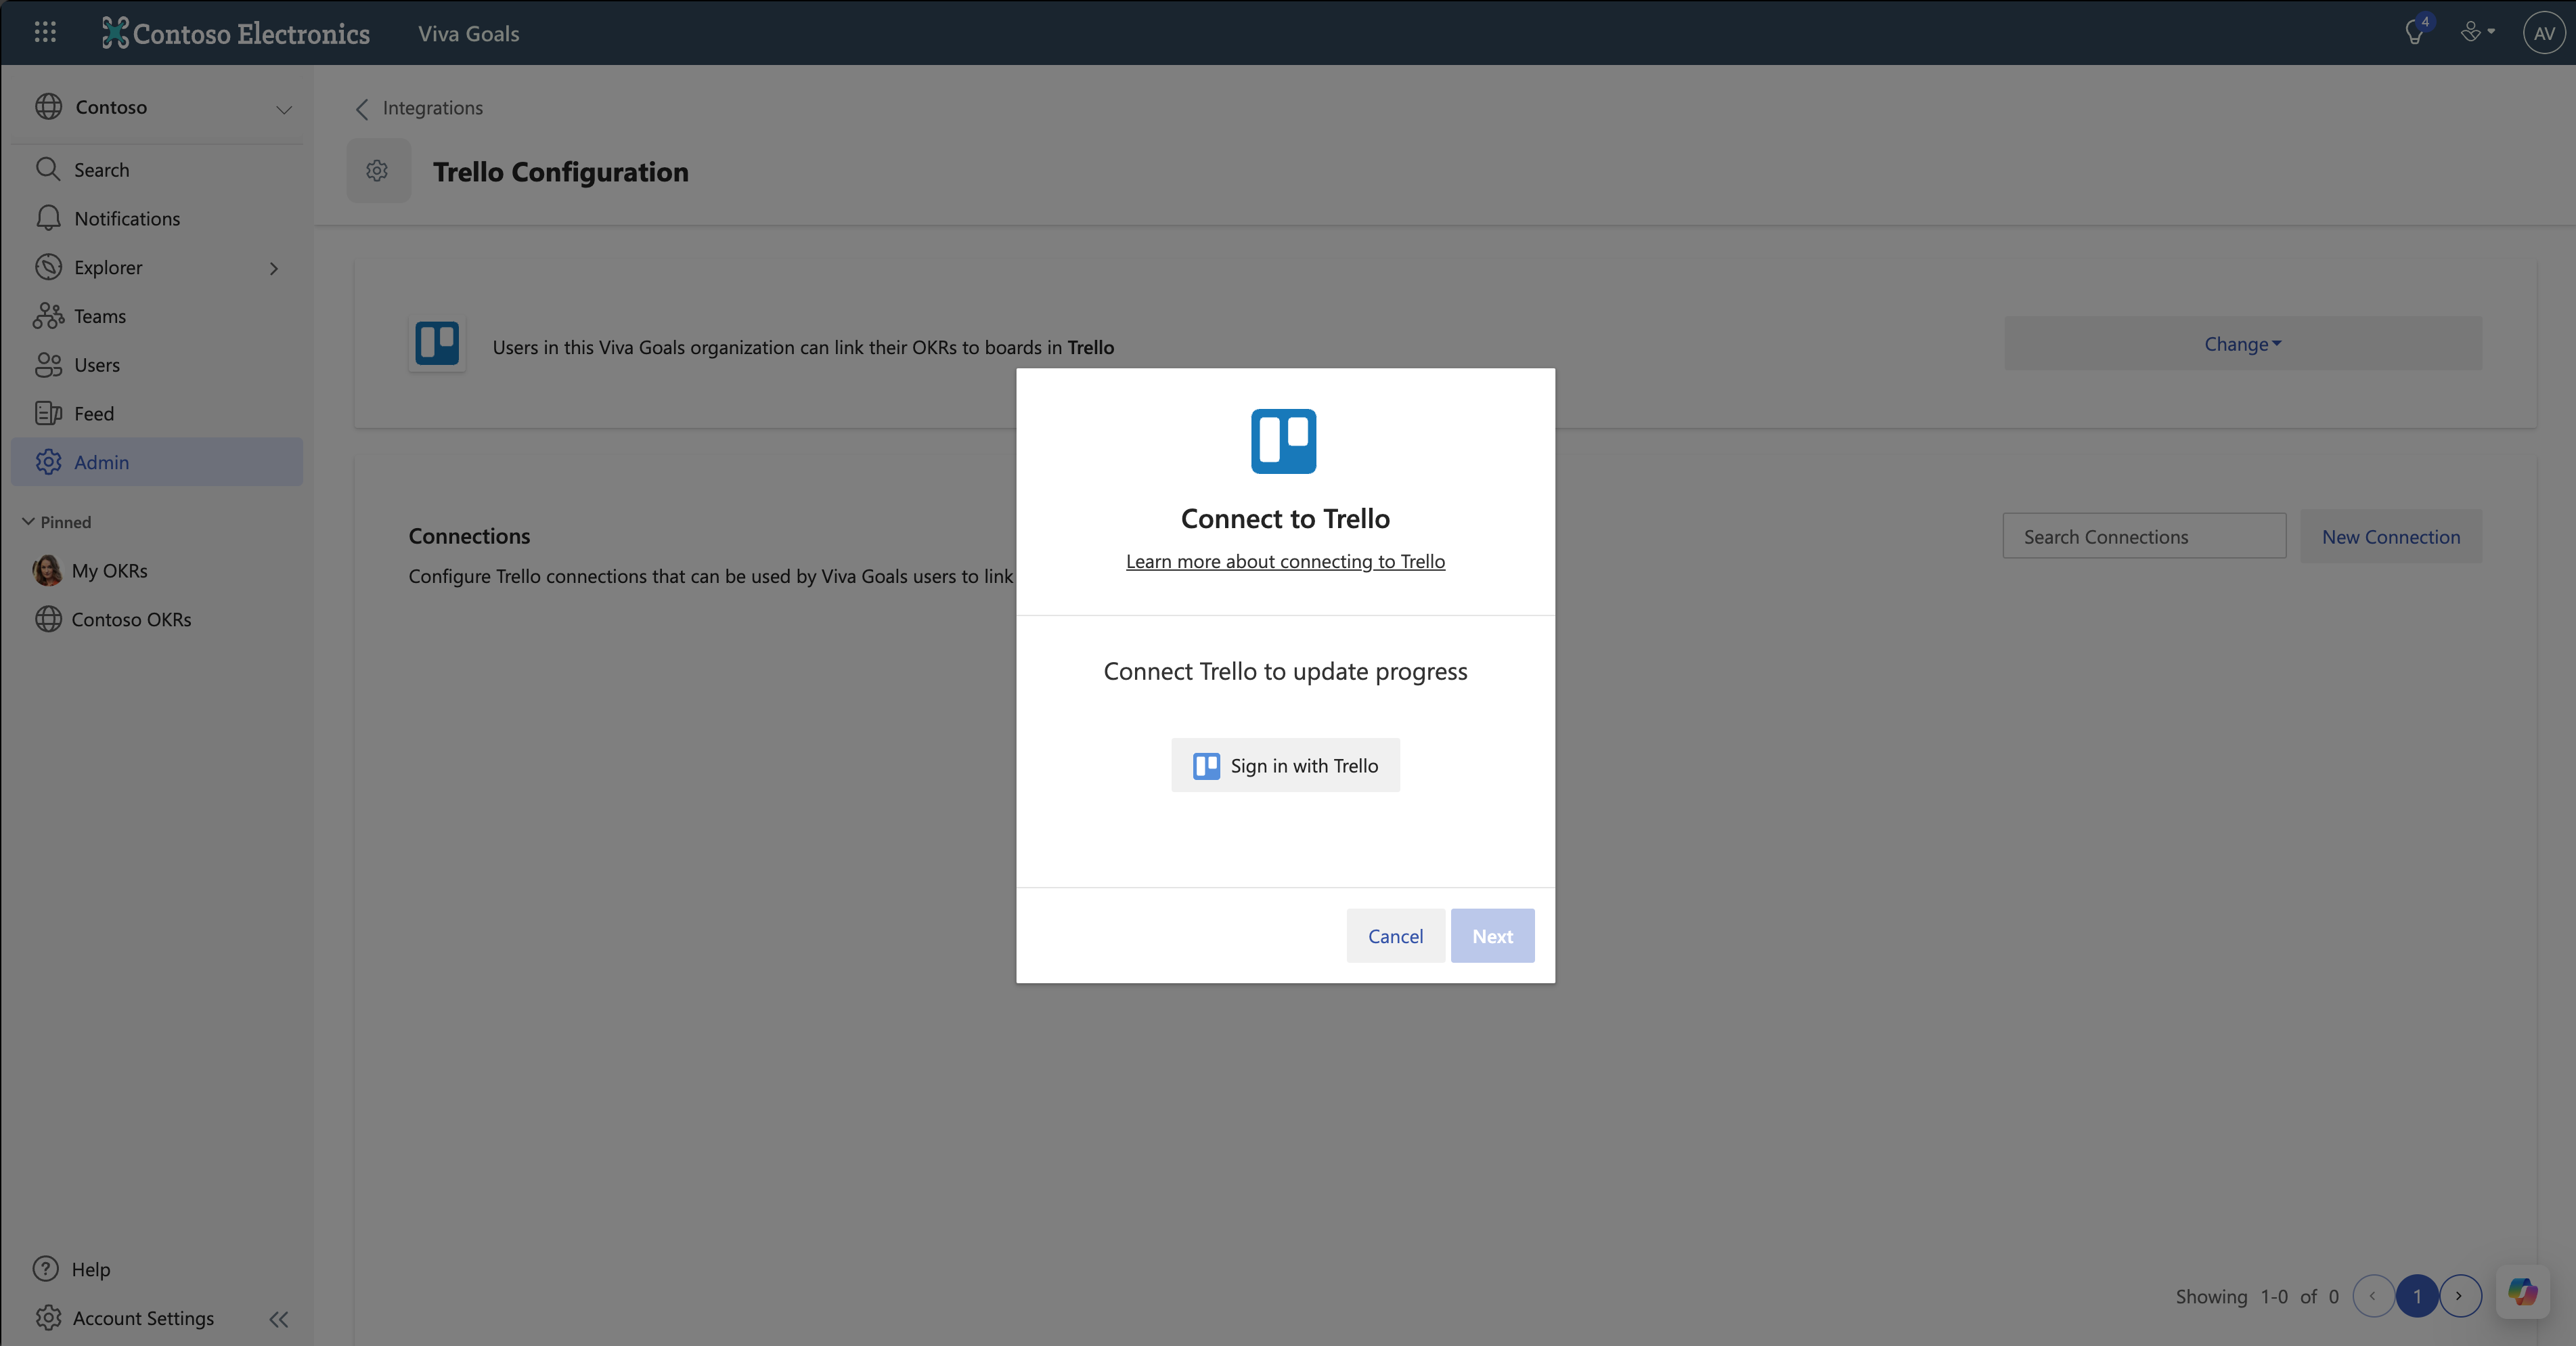 Contoso Electronics
Viva Goals
4
AV
Contoso
Search
Notifications
Explorer
Teams
Users
Feed
Admin
Pinned
My OKRs
Contoso OKRs
Help
Account Settings
Integrations
Trello Configuration
Users in this Viva Goals organization can link their OKRs to boards in Trello
Change
Connections
Configure Trello connections that can be used by Viva Goals users to link
Search Connections
New Connection
Connect to Trello
Learn more about connecting to Trello
Connect Trello to update progress
Sign in with Trello
Cancel
Next
Showing 1-0 of 0
1